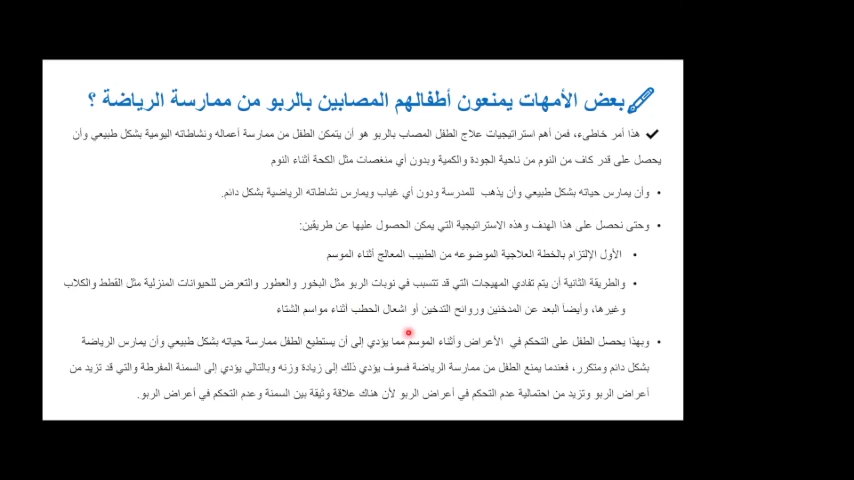 بعض الأمهات يمنعون أطفالهم المصابين بالربو من ممارسة الرياضة ؟
هذا أمر خاطىء، فمن أهم استراتيجيات علاج الطفل المصاب بالربو هو أن يتمكن الطفل من ممارسة أعماله ونشاطاته اليومية بشكل طبيعي وأن
يحصل على قدر كاف من النوم من ناحية الجودة والكمية وبدون أي منغصات مثل الكحة أثناء النوم
• وأن يمارس حياته بشكل طبيعي وأن يذهب للمدرسة ودون أي غياب ويمارس نشاطاته الرياضية بشكل دائم.
• وحتى نحصل على هذا الهدف وهذه الاستراتيجية التي يمكن الحصول عليها عن طريقين:
• الأول الإلتزام بالخطة العلاجية الموضوعه من الطبيب المعالج أثناء الموسم
• والطريقة الثانية أن يتم تفادي المهيجات التي قد تتسبب في نوبات الربو مثل البخور والعطور والتعرض للحيوانات المنزلية مثل القطط والكلاب
وغيرها، وأيضاً البعد عن المدخنين وروائح التدخين أو اشعال الحطب أثناء مواسم الشتاء
• وبهذا يحصل الطفل على التحكم في الأعراض وأثناء الموسم مما يؤدي إلى أن يستطيع الطفل ممارسة حياته بشكل طبيعي وأن يمارس الرياضة
بشكل دائم ومتكرر، فعندما يمنع الطفل من ممارسة الرياضة فسوف يؤدي ذلك إلى زيادة وزنه وبالتالي يؤدي إلى السمنة المفرطة والتي قد تزيد من
أعراض الربو وتزيد من احتمالية عدم التحكم في أعراض الربو لأن هناك علاقة وثيقة بين السمنة وعدم التحكم في أعراض الربو.